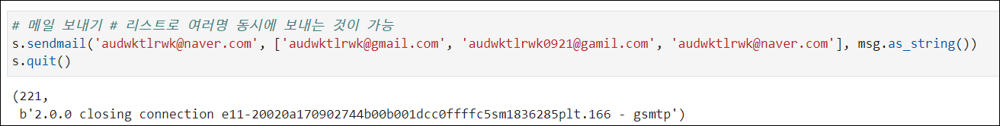 # 메일 보내기 # 리스트로 여러명 동시에 보내는 것이 가능
s.sendmail('audwktlrwk@naver.com', ['audwktlrwk@gmail.com', 'audwktlrwk0921@gamil.com', 'audwktlrwk@naver.com'], msg.as_string())
s.quit()
(221,
b'2.0.0 closing connection e11-20020a170902744b00b001dcc0ffffc5sm1836285plt.166 - gsmtp')